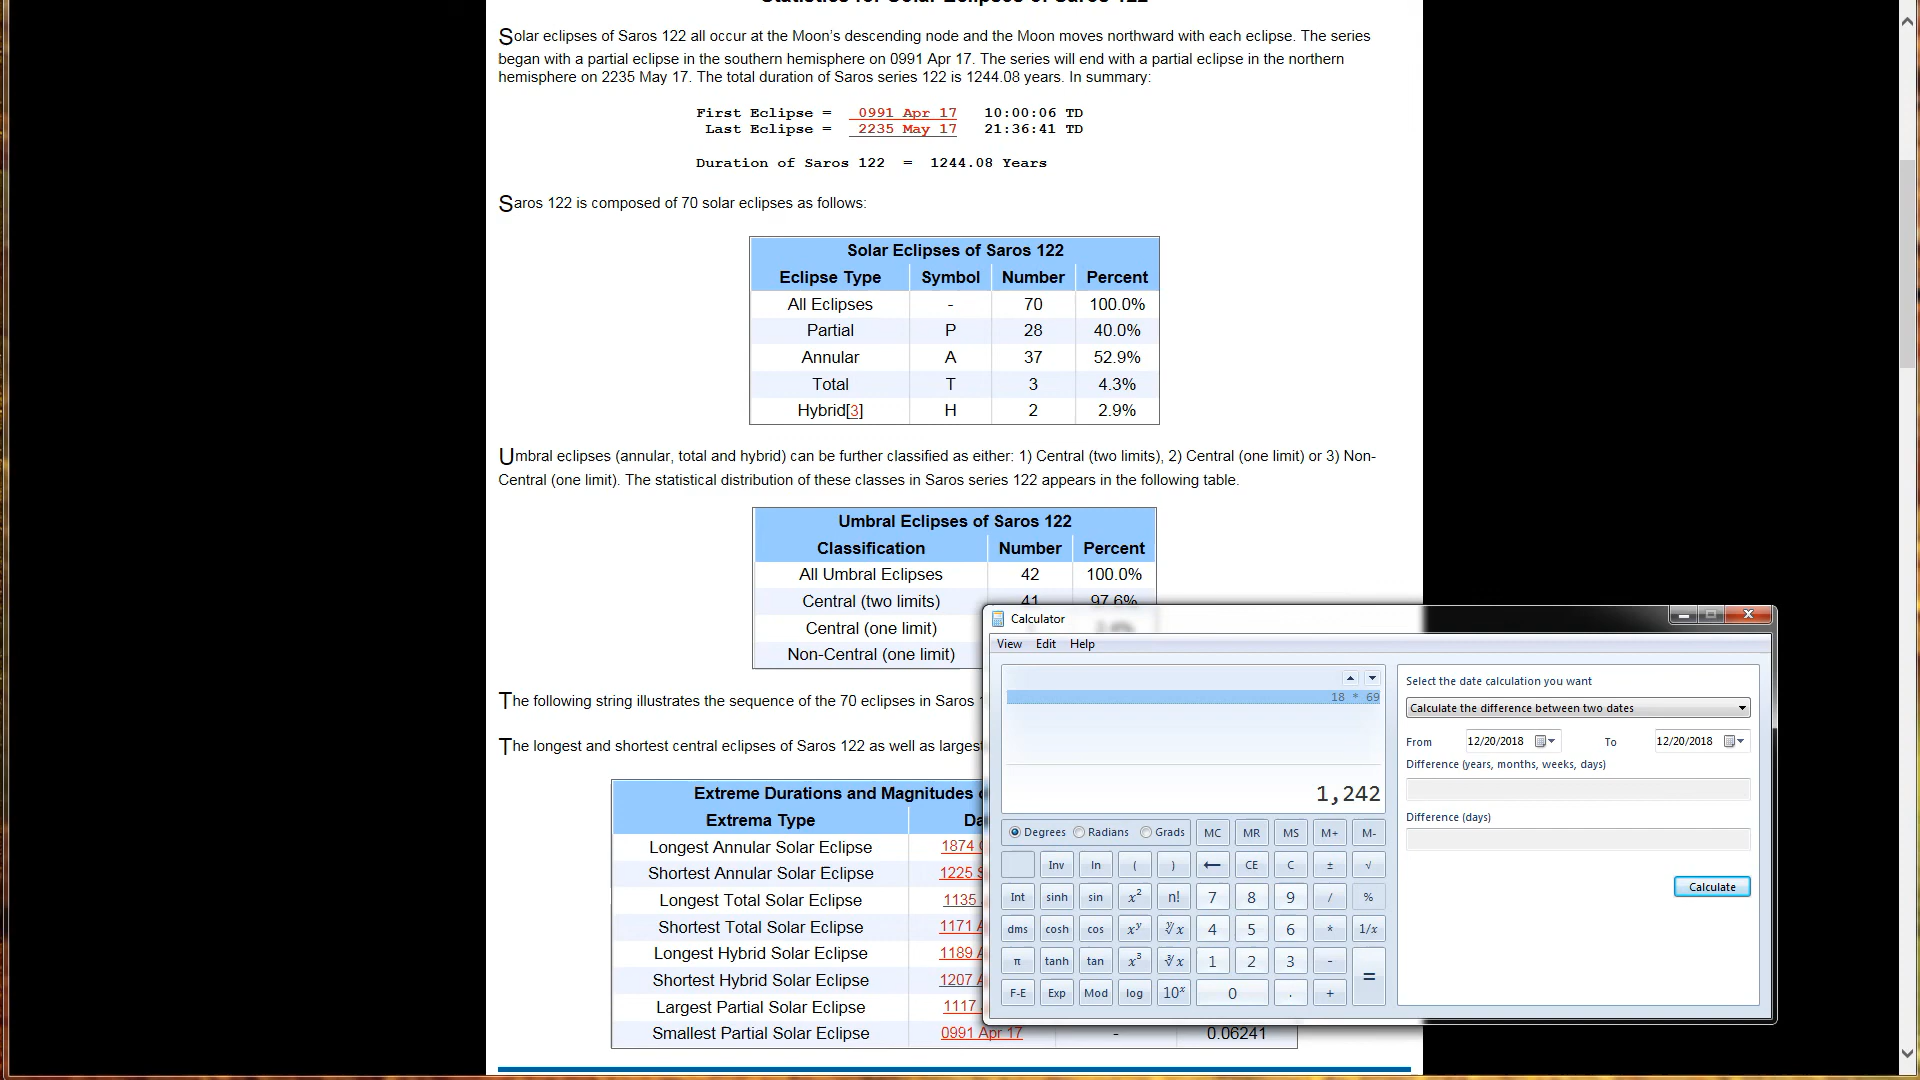 Statistics for Solar Eclipses of Saros 122
Solar eclipses of Saros 122 all occur at the Moon’s descending node and the Moon moves northward with each eclipse. The series
began with a partial eclipse in the southern hemisphere on 0991 Apr 17. The series will end with a partial eclipse in the northern
hemisphere on 2235 May 17. The total duration of Saros series 122 is 1244.08 years. In summary:
First Eclipse = 0991 Apr 17 10:00:06 TD
Last Eclipse = 2235 May 17 21:36:41 TD
Duration of Saros 122 = 1244.08 Years
Saros 122 is composed of 70 solar eclipses as follows:
Solar Eclipses of Saros 122
Eclipse Type Symbol Number Percent
All Eclipses - 70 100.0%
Partial P 28 40.0%
Annular A 37 52.9%
Total T 3 4.3%
Hybrid[3] H 2 2.9%
Umbral eclipses (annular, total and hybrid) can be further classified as either: 1) Central (two limits), 2) Central (one limit) or 3) Non-
Central (one limit). The statistical distribution of these classes in Saros series 122 appears in the following table.
Umbral Eclipses of Saros 122
Classification Number Percent
All Umbral Eclipses 42 100.0%
Central (two limits) 41 97.6%
Central (one limit)
Non-Central (one limit)
The following string illustrates the sequence of the 70 eclipses in Saros
The longest and shortest central eclipses of Saros 122 as well as largest
Extreme Durations and Magnitudes
Extrema Type
Longest Annular Solar Eclipse 1874
Shortest Annular Solar Eclipse 1225
Longest Total Solar Eclipse 1135
Shortest Total Solar Eclipse 1171
Longest Hybrid Solar Eclipse 1189
Shortest Hybrid Solar Eclipse 1207
Largest Partial Solar Eclipse 1117
Smallest Partial Solar Eclipse 0991 Apr 17 - 0.06241
Calculator
View Edit Help
18 * 69
1,242
Degrees Radians Grads MC MR MS M+ M-
Inv ln ( ) ← CE C ± √
Int sinh sin x² n! 7 8 9 / %
dms cosh cos xʸ ʸ√x 4 5 6 * 1/x
π tanh tan x³ ³√x 1 2 3 - =
F-E Exp Mod log 10ˣ 0 . +
Select the date calculation you want
Calculate the difference between two dates
From 12/20/2018 To 12/20/2018
Difference (years, months, weeks, days)
Difference (days)
Calculate